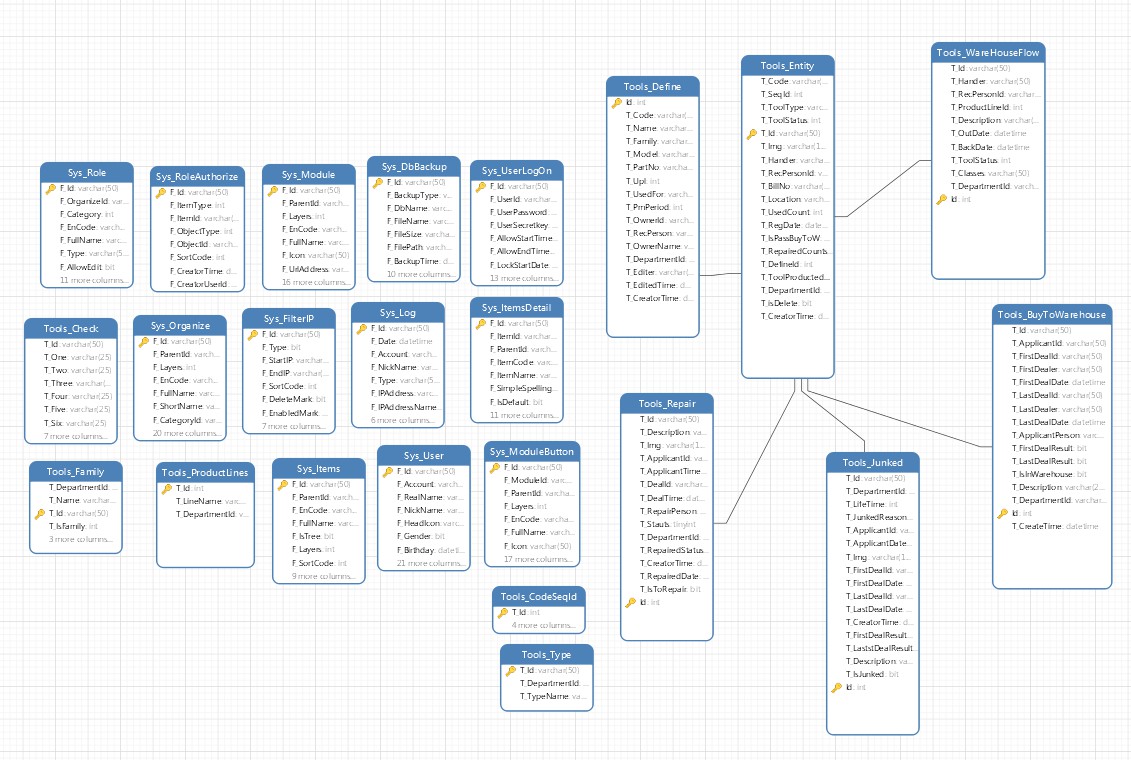 Sys_Role
F_Id: varchar(50)
F_OrganizeId: var...
F_Category: int
F_EnCode: varch...
F_FullName: varc...
F_Type: varchar(5...
F_AllowEdit: bit
11 more columns...
Sys_RoleAuthorize
F_Id: varchar(50)
F_ItemType: int
F_ItemId: varchar(...
F_ObjectType: int
F_ObjectId: varch...
F_SortCode: int
F_CreatorTime: d...
F_CreatorUserId: ...
Sys_Module
F_Id: varchar(50)
F_ParentId: varch...
F_Layers: int
F_EnCode: varch...
F_FullName: varc...
F_Icon: varchar(50)
F_UrlAddress: var...
16 more columns...
Sys_DbBackup
F_Id: varchar(50)
F_BackupType: v...
F_DbName: varc...
F_FileName: varc...
F_FileSize: varcha...
F_FilePath: varch...
F_BackupTime: d...
10 more columns...
Sys_UserLogOn
F_Id: varchar(50)
F_UserId: varchar...
F_UserPassword: ...
F_UserSecretkey: ...
F_AllowStartTime...
F_AllowEndTime...
F_LockStartDate: ...
13 more columns...
Tools_Check
T_Id: varchar(50)
T_One: varchar(25)
T_Two: varchar(25)
T_Three: varchar(...
T_Four: varchar(25)
T_Five: varchar(25)
T_Six: varchar(25)
7 more columns...
Sys_Organize
F_Id: varchar(50)
F_ParentId: varch...
F_Layers: int
F_EnCode: varch...
F_FullName: varc...
F_ShortName: va...
F_CategoryId: var...
20 more columns...
Sys_FilterIP
F_Id: varchar(50)
F_Type: bit
F_StartIP: varchar...
F_EndIP: varchar(...
F_SortCode: int
F_DeleteMark: bit
F_EnabledMark: ...
7 more columns...
Sys_Log
F_Id: varchar(50)
F_Date: datetime
F_Account: varch...
F_NickName: varc...
F_Type: varchar(5...
F_IPAddress: varc...
F_IPAddressName...
6 more columns...
Sys_ItemsDetail
F_Id: varchar(50)
F_ItemId: varchar...
F_ParentId: varch...
F_ItemCode: varc...
F_ItemName: varc...
F_SimpleSpelling...
F_IsDefault: bit
11 more columns...
Tools_Family
T_DepartmentId: ...
T_Name: varchar...
T_Id: varchar(50)
T_IsFamily: int
3 more columns...
Tools_ProductLines
T_Id: int
T_LineName: varc...
T_DepartmentId: v...
Sys_Items
F_Id: varchar(50)
F_ParentId: varch...
F_EnCode: varch...
F_FullName: varc...
F_IsTree: bit
F_Layers: int
F_SortCode: int
9 more columns...
Sys_User
F_Id: varchar(50)
F_Account: varch...
F_RealName: var...
F_NickName: var...
F_HeadIcon: varc...
F_Gender: bit
F_Birthday: dateti...
21 more columns...
Sys_ModuleButton
F_Id: varchar(50)
F_ModuleId: varc...
F_ParentId: varcha...
F_Layers: int
F_EnCode: varcha...
F_FullName: varch...
F_Icon: varchar(50)
17 more columns...
Tools_CodeSeqId
T_Id: int
4 more columns...
Tools_Type
T_Id: varchar(50)
T_DepartmentId: ...
T_TypeName: va...
Tools_Define
Id: int
T_Code: varchar(...
T_Name: varchar...
T_Family: varchar...
T_Model: varchar...
T_PartNo: varcha...
T_Upl: int
T_UsedFor: varch...
T_PmPeriod: int
T_OwnerId: varch...
T_RecPerson: var...
T_OwnerName: v...
T_DepartmentId: ...
T_Editer: varchar(...
T_EditedTime: d...
T_CreatorTime: d...
Tools_Entity
T_Code: varchar(...
T_SeqId: int
T_ToolType: varc...
T_ToolStatus: int
T_Id: varchar(50)
T_Img: varchar(1...
T_Hander: varcha...
T_RecPersonId: v...
T_BillNo: varchar(...
T_Location: varch...
T_UsedCount: int
T_RegDate: date...
T_IsPassBuyToW...
T_RepairedCounts...
T_DefineId: int
T_ToolProducted...
T_DepartmentId: ...
T_isDelete: bit
T_CreatorTime: d...
Tools_WareHouseFlow
T_Id: varchar(50)
T_Hander: varchar(50)
T_RecPersonId: varchar...
T_ProductLineId: int
T_Description: varchar(...
T_OutDate: datetime
T_BackDate: datetime
T_ToolStatus: int
T_Classes: varchar(50)
T_DepartmentId: varch...
id: int
Tools_Repair
T_Id: varchar(50)
T_Description: va...
T_Img: varchar(1...
T_ApplicantId: va...
T_ApplicantTime...
T_DealId: varchar(...
T_DealTime: dat...
T_RepairPerson: ...
T_Stauts: tinyint
T_DepartmentId: ...
T_RepairedStatus...
T_CreatorTime: d...
T_RepairedDate: ...
T_IsToRepair: bit
id: int
Tools_Junked
T_Id: varchar(50)
T_DepartmentId: ...
T_LifeTime: int
T_JunkedReason...
T_ApplicantId: va...
T_ApplicantDate...
T_Img: varchar(1...
T_FirstDealId: var...
T_FirstDealDate: ...
T_LastDealId: var...
T_LastDealDate: ...
T_CreatorTime: d...
T_FirstDealResult...
T_LaststDealResult...
T_Description: va...
T_IsJunked: bit
id: int
Tools_BuyToWarehouse
T_Id: varchar(50)
T_ApplicantId: varchar(50)
T_FirstDealId: varchar(50)
T_FirstDealer: varchar(50)
T_FirstDealDate: datetime
T_LastDealId: varchar(50)
T_LastDealer: varchar(50)
T_LastDealDate: datetime
T_ApplicantPerson: varc...
T_FirstDealResult: bit
T_LastDealResult: bit
T_IsInWarehouse: bit
T_Description: varchar(2...
T_DepartmentId: varchar...
id: int
T_CreateTime: datetime